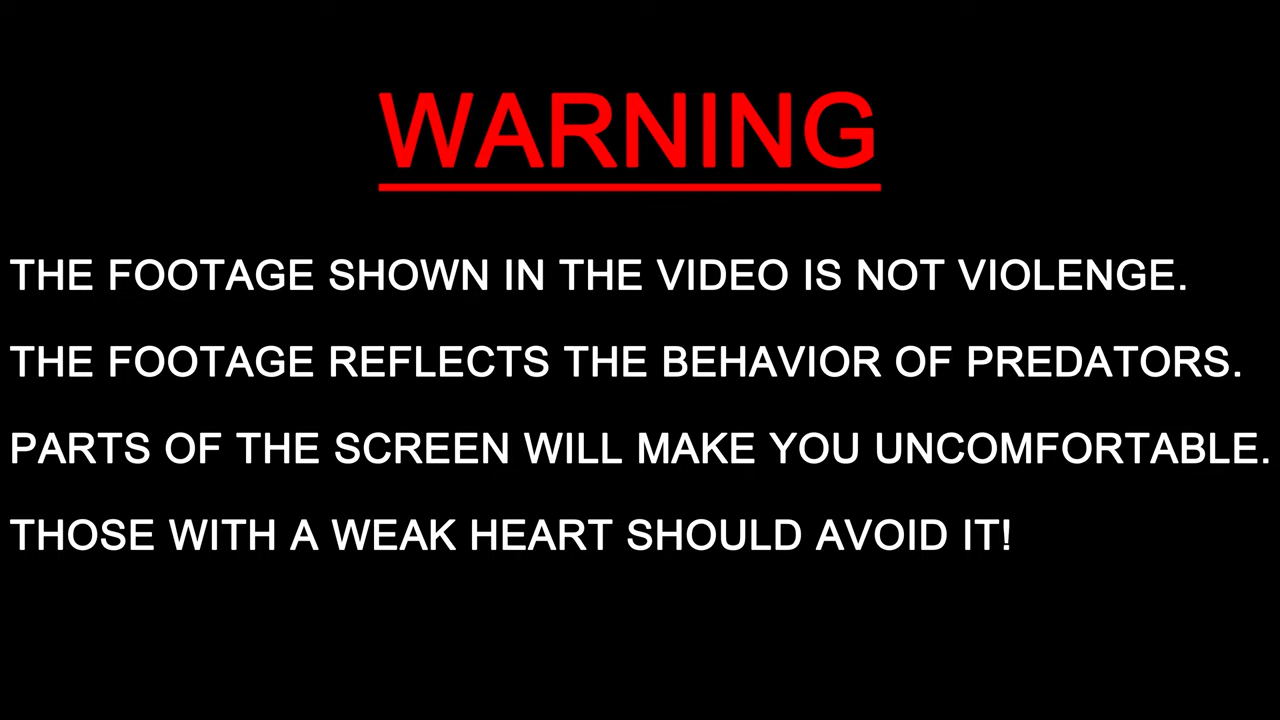 WARNING
THE FOOTAGE SHOWN IN THE VIDEO IS NOT VIOLENGE.
THE FOOTAGE REFLECTS THE BEHAVIOR OF PREDATORS.
PARTS OF THE SCREEN WILL MAKE YOU UNCOMFORTABLE.
THOSE WITH A WEAK HEART SHOULD AVOID IT!